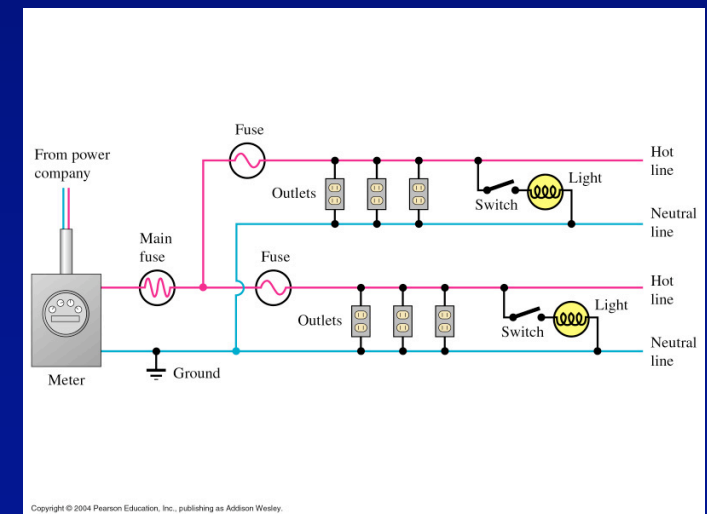 Fuse
From power
company
Hot
line
Outlets
Light
Switch
Neutral
line
Main
fuse
Fuse
Hot
line
Outlets
Light
Switch
Neutral
line
Ground
Meter
Copyright © 2004 Pearson Education, Inc., publishing as Addison Wesley.